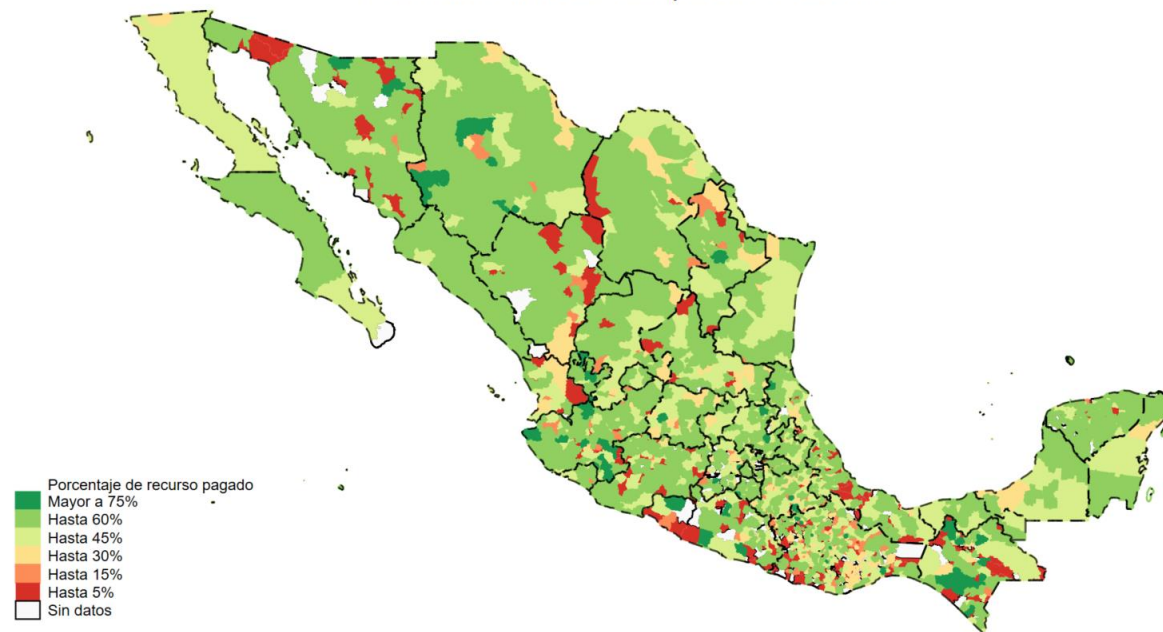 Porcentaje de recurso pagado
Mayor a 75%
Hasta 60%
Hasta 45%
Hasta 30%
Hasta 15%
Hasta 5%
Sin datos